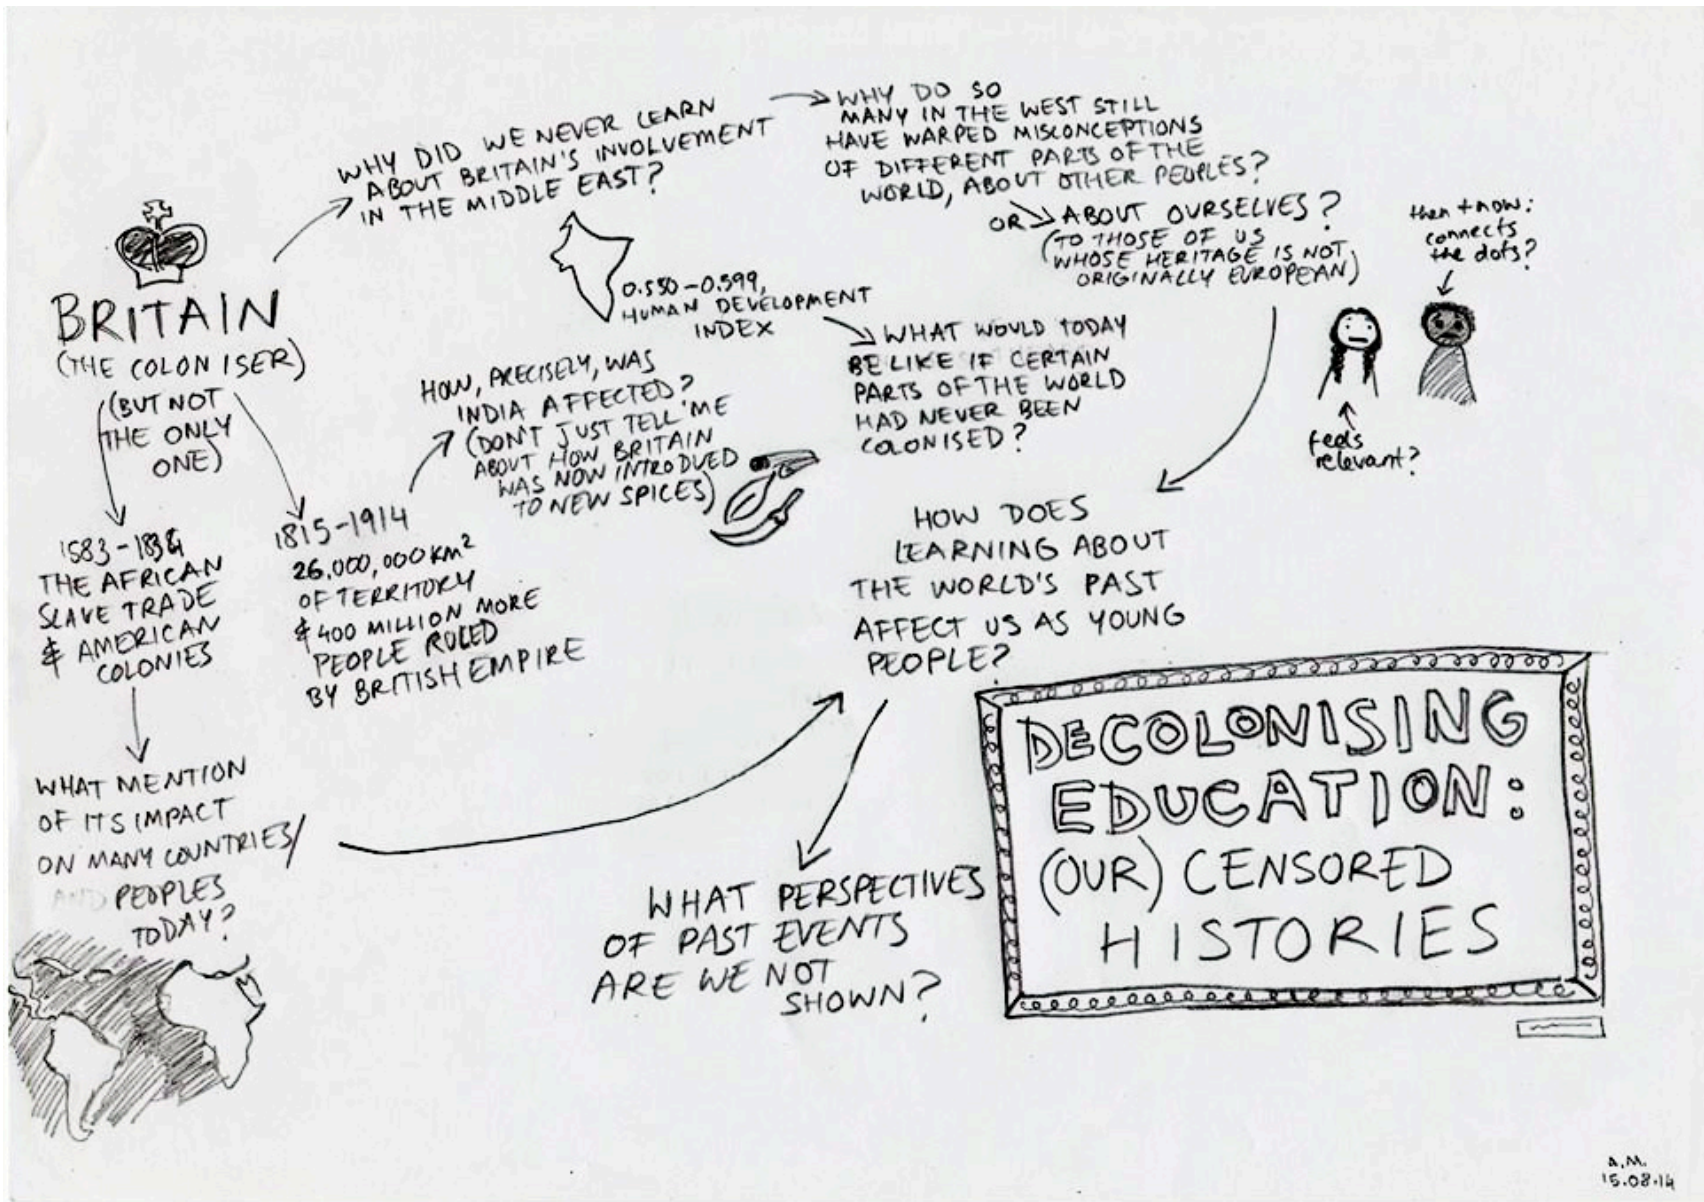 WHY DID WE NEVER LEARN
ABOUT BRITAIN'S INVOLVEMENT
IN THE MIDDLE EAST?
WHY DO SO
MANY IN THE WEST STILL
HAVE WARPED MISCONCEPTIONS
OF DIFFERENT PARTS OF THE
WORLD, ABOUT OTHER PEOPLES?
OR
ABOUT OURSELVES?
(TO THOSE OF US
WHOSE HERITAGE IS NOT
ORIGINALLY EUROPEAN)
then + now:
connects
the dots?
feels
relevant?
BRITAIN
(THE COLONISER)
(BUT NOT
THE ONLY
ONE)
0.550-0.599,
HUMAN DEVELOPMENT
INDEX
WHAT WOULD TODAY
BE LIKE IF CERTAIN
PARTS OF THE WORLD
HAD NEVER BEEN
COLONISED?
HOW, PRECISELY, WAS
INDIA AFFECTED?
(DON'T JUST TELL ME
ABOUT HOW BRITAIN
WAS NOW INTRODUED
TO NEW SPICES)
1583-1834
THE AFRICAN
SLAVE TRADE
& AMERICAN
COLONIES
1815-1914
26,000,000 KM²
OF TERRITORY
& 400 MILLION MORE
PEOPLE RULED
BY BRITISH EMPIRE
HOW DOES
LEARNING ABOUT
THE WORLD'S PAST
AFFECT US AS YOUNG
PEOPLE?
WHAT MENTION
OF ITS IMPACT
ON MANY COUNTRIES/
AND PEOPLES
TODAY?
WHAT PERSPECTIVES
OF PAST EVENTS
ARE WE NOT
SHOWN?
DECOLONISING
EDUCATION:
(OUR) CENSORED
HISTORIES
A.M.
15.08.14